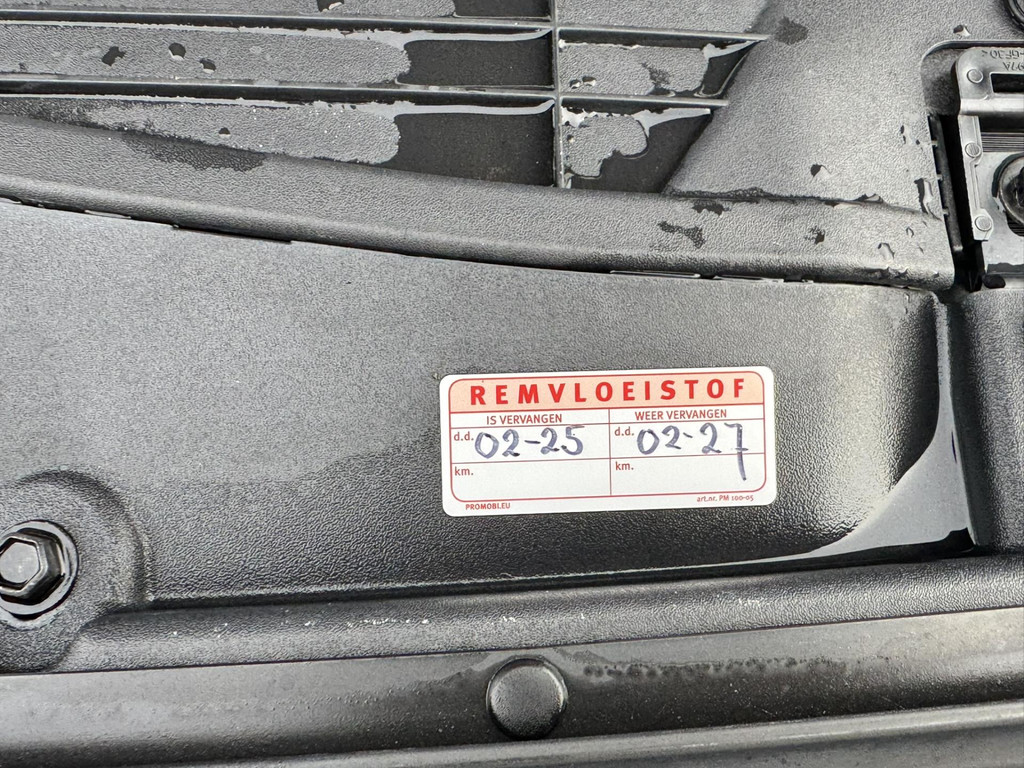 REMVLOEISTOF
IS VERVANGEN
WEER VERVANGEN
d.d. 02-25
d.d. 02-27
km.
km.
PROMOBLEU
art.nr. PM 100-05